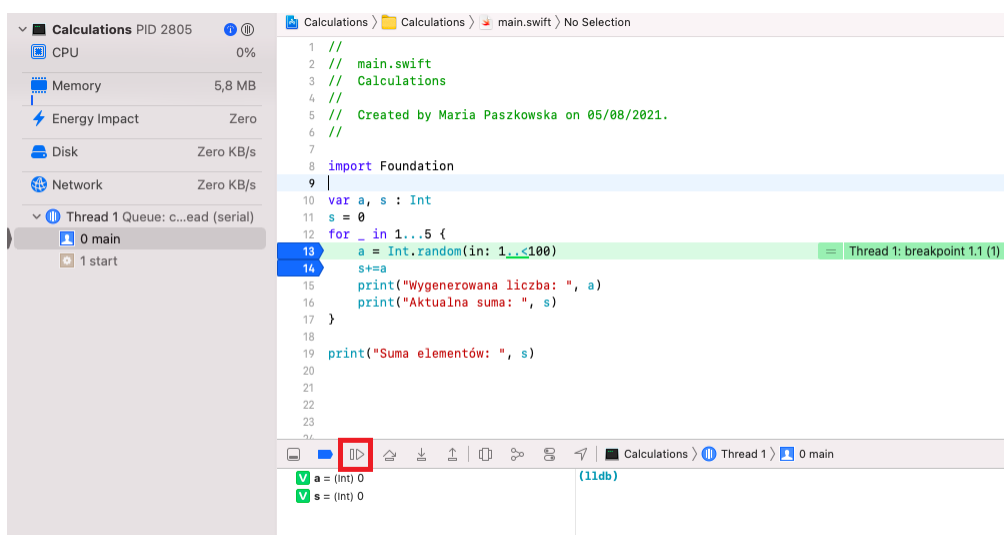 Calculations PID 2805
CPU 0%
Memory 5,8 MB
Energy Impact Zero
Disk Zero KB/s
Network Zero KB/s
Thread 1 Queue: c...ead (serial)
0 main
1 start
Calculations 〉 Calculations 〉 main.swift 〉 No Selection
1 //
2 //  main.swift
3 //  Calculations
4 //
5 //  Created by Maria Paszkowska on 05/08/2021.
6 //
7
8 import Foundation
9
10 var a, s : Int
11 s = 0
12 for _ in 1...5 {
13     a = Int.random(in: 1..<100) = Thread 1: breakpoint 1.1 (1)
14     s+=a
15     print("Wygenerowana liczba: ", a)
16     print("Aktualna suma: ", s)
17 }
18
19 print("Suma elementów: ", s)
20
21
22
23
24
Calculations 〉 Thread 1 〉 0 main
V a = (Int) 0
V s = (Int) 0
(lldb)